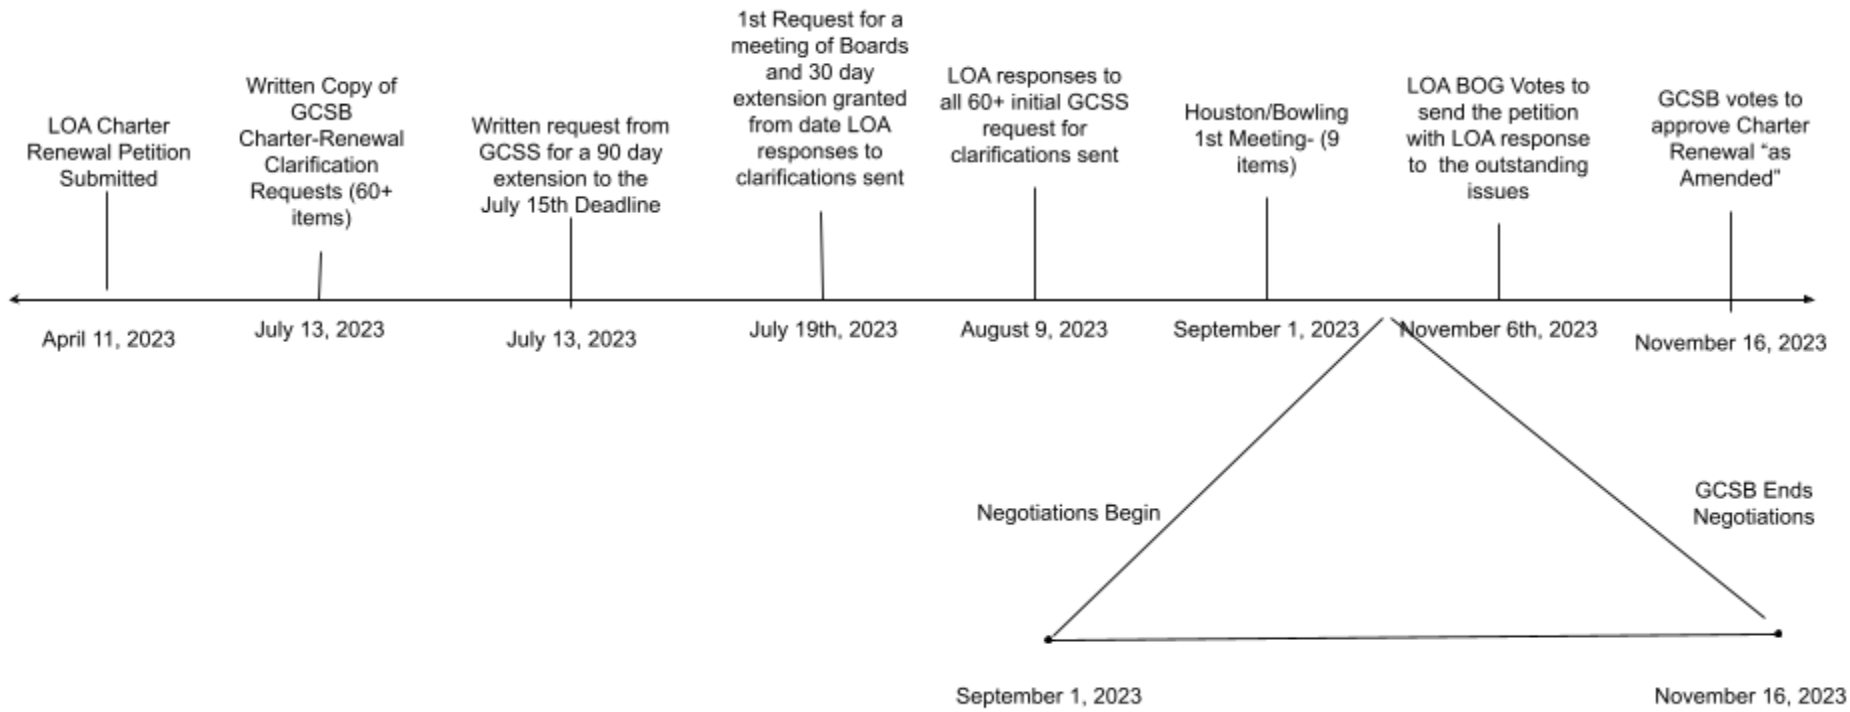 LOA Charter
Renewal Petition
Submitted
Written Copy of
GCSB
Charter-Renewal
Clarification
Requests (60+
items)
Written request from
GCSS for a 90 day
extension to the
July 15th Deadline
1st Request for a
meeting of Boards
and 30 day
extension granted
from date LOA
responses to
clarifications sent
LOA responses to
all 60+ initial GCSS
request for
clarifications sent
Houston/Bowling
1st Meeting- (9
items)
LOA BOG Votes to
send the petition
with LOA response
to the outstanding
issues
GCSB votes to
approve Charter
Renewal “as
Amended”
April 11, 2023
July 13, 2023
July 13, 2023
July 19th, 2023
August 9, 2023
September 1, 2023
November 6th, 2023
November 16, 2023
Negotiations Begin
GCSB Ends
Negotiations
September 1, 2023
November 16, 2023